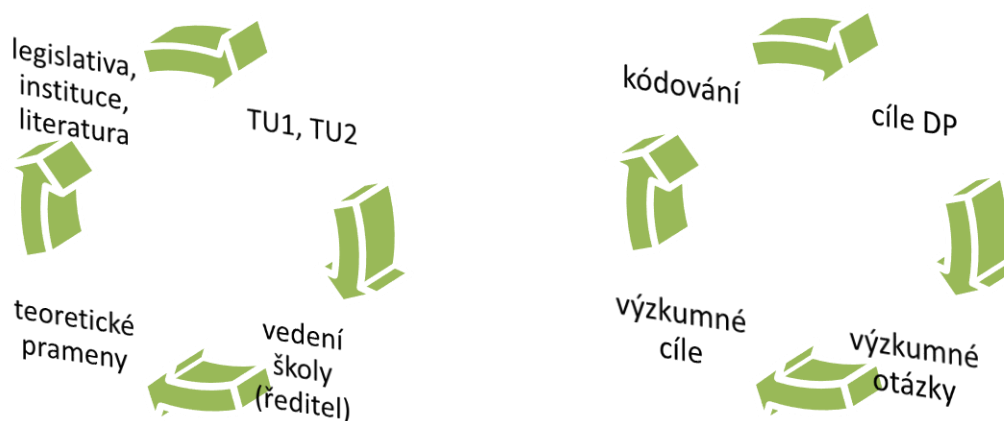 legislativa,
instituce,
literatura
TU1, TU2
vedení
školy
(ředitel)
teoretické
prameny
kódování
cíle DP
výzkumné
otázky
výzkumné
cíle